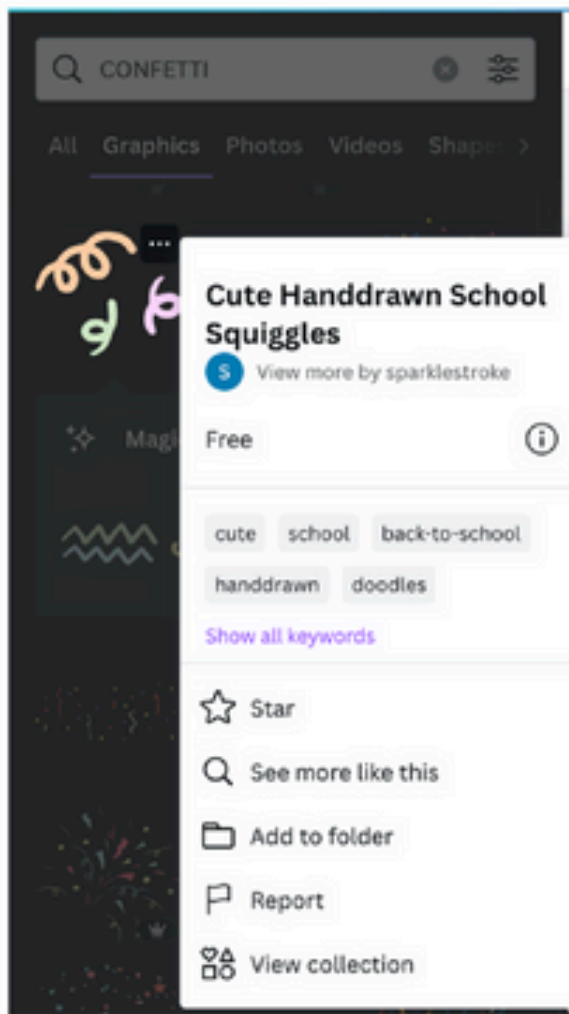 CONFETTI
All Graphics Photos Videos Shapes
Cute Handdrawn School
Squiggles
S View more by sparklestroke
Free
cute school back-to-school
handdrawn doodles
Show all keywords
Star
See more like this
Add to folder
Report
View collection